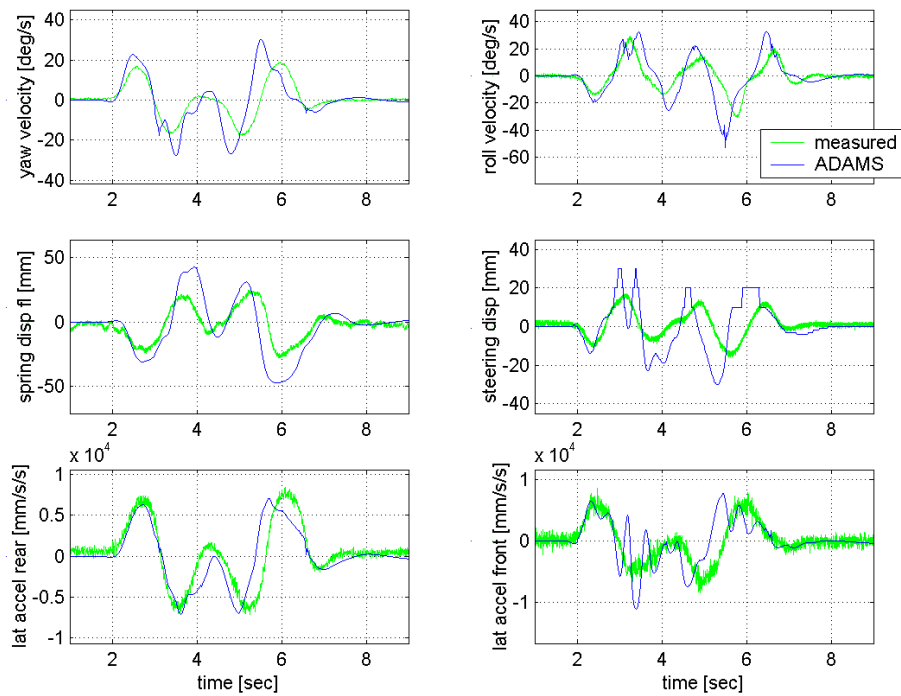 40
20
0
-20
-40
2 4 6 8
yaw velocity [deg/s]
40
20
0
-20
-40
-60
2 4 6 8
roll velocity [deg/s]
measured
ADAMS
50
0
-50
2 4 6 8
spring disp fl [mm]
40
20
0
-20
-40
2 4 6 8
steering disp [mm]
x 10^4
1
0.5
0
-0.5
-1
2 4 6 8
lat accel rear [mm/s/s]
time [sec]
x 10^4
1
0
-1
2 4 6 8
lat accel front [mm/s/s]
time [sec]